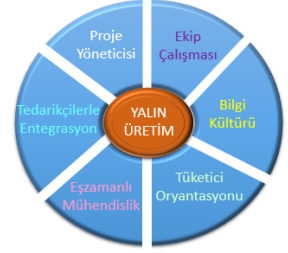 Proje
Yöneticisi
Ekip
Çalışması
Bilgi
Kültürü
Tüketici
Oryantasyonu
Eşzamanlı
Mühendislik
Tedarikçilerle
Entegrasyon
YALIN
ÜRETİM